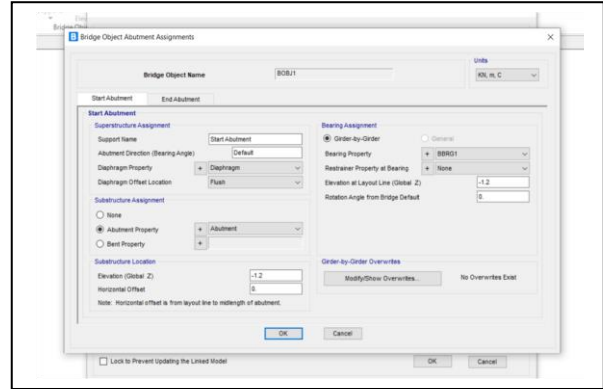 Bridge Object Abutment Assignments
Units
Bridge Object Name BOBJ1 KN, m, C
Start Abutment End Abutment
Start Abutment
Superstructure Assignment
Support Name Start Abutment
Abutment Direction (Bearing Angle) Default
Diaphragm Property + Diaphragm
Diaphragm Offset Location Flush
Substructure Assignment
None
Abutment Property + Abutment
Bent Property +
Substructure Location
Elevation (Global Z) -1.2
Horizontal Offset 0.
Note: Horizontal offset is from layout line to midlength of abutment.
Bearing Assignment
Girder-by-Girder General
Bearing Property + BBRG1
Restrainer Property at Bearing + None
Elevation at Layout Line (Global Z) -1.2
Rotation Angle from Bridge Default 0.
Girder-by-Girder Overwrites
Modify/Show Overwrites... No Overwrites Exist
OK Cancel
Lock to Prevent Updating the Linked Model OK Cancel